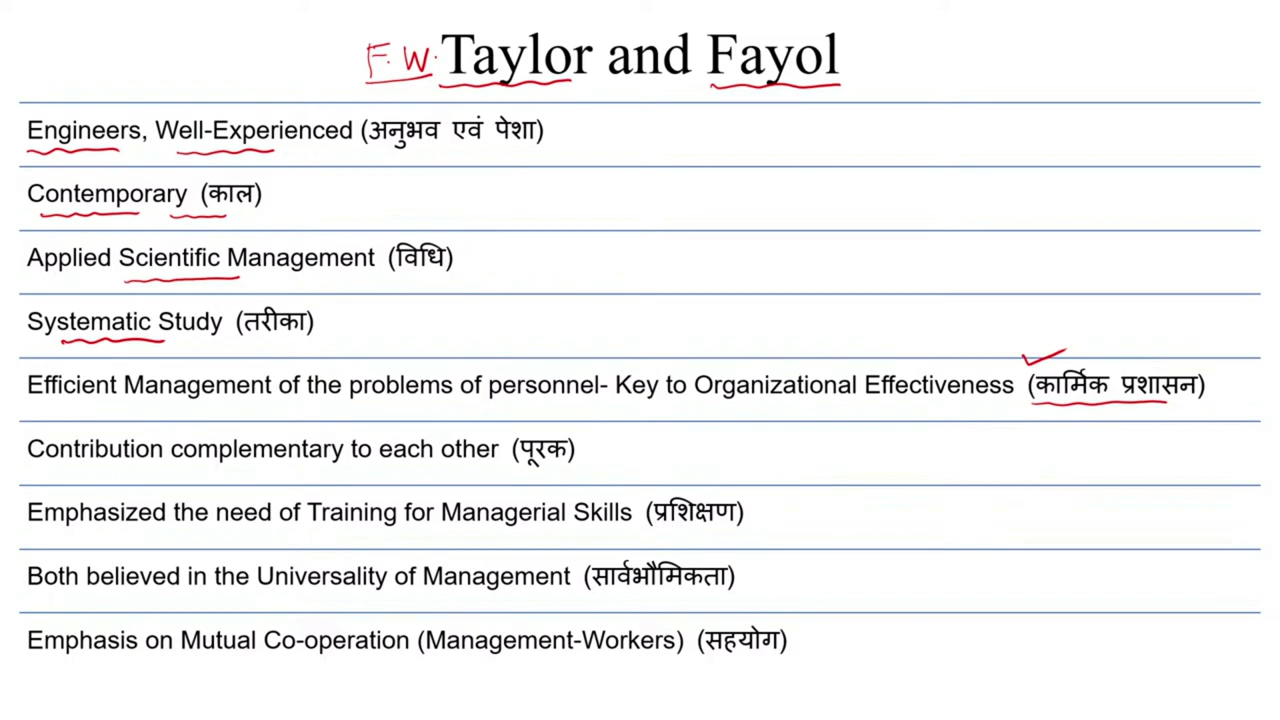 F. W. Taylor and Fayol
Engineers, Well-Experienced (अनुभव एवं पेशा)
Contemporary (काल)
Applied Scientific Management (विधि)
Systematic Study (तरीका)
Efficient Management of the problems of personnel- Key to Organizational Effectiveness (कार्मिक प्रशासन)
Contribution complementary to each other (पूरक)
Emphasized the need of Training for Managerial Skills (प्रशिक्षण)
Both believed in the Universality of Management (सार्वभौमिकता)
Emphasis on Mutual Co-operation (Management-Workers) (सहयोग)